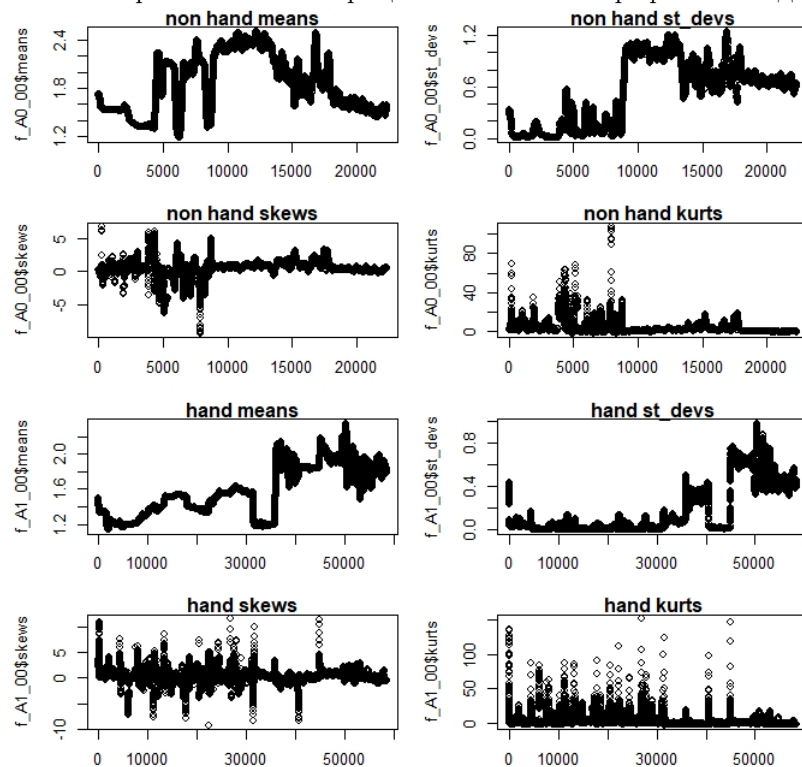 non hand means
f_A0_00$means
1.2 1.8 2.4
0 5000 10000 15000 20000
non hand st_devs
f_A0_00$st_devs
0.0 0.6 1.2
0 5000 10000 15000 20000
non hand skews
f_A0_00$skews
-5 0 5
0 5000 10000 15000 20000
non hand kurts
f_A0_00$kurts
0 40 80
0 5000 10000 15000 20000
hand means
f_A1_00$means
1.2 1.6 2.0
0 10000 30000 50000
hand st_devs
f_A1_00$st_devs
0.0 0.4 0.8
0 10000 30000 50000
hand skews
f_A1_00$skews
-10 0 5
0 10000 30000 50000
hand kurts
f_A1_00$kurts
0 50 100
0 10000 30000 50000